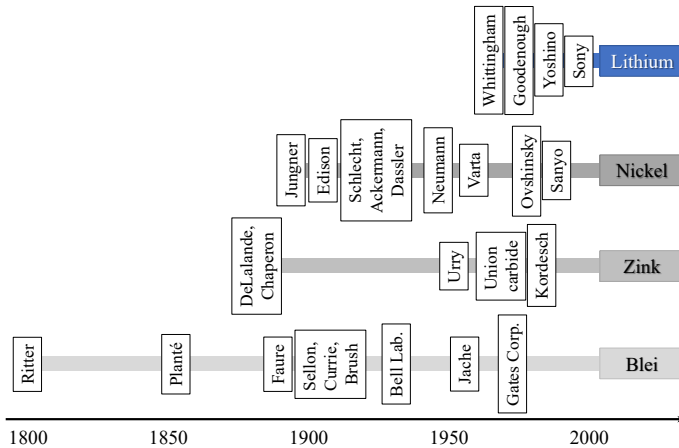 Whittingham
Goodenough
Yoshino
Sony
Lithium
Jungner
Edison
Schlecht,
Ackermann,
Dassler
Neumann
Varta
Ovshinsky
Sanyo
Nickel
DeLalande,
Chaperon
Urry
Union
carbide
Kordesch
Zink
Ritter
Planté
Faure
Sellon,
Currie,
Brush
Bell Lab.
Jache
Gates Corp.
Blei
1800
1850
1900
1950
2000